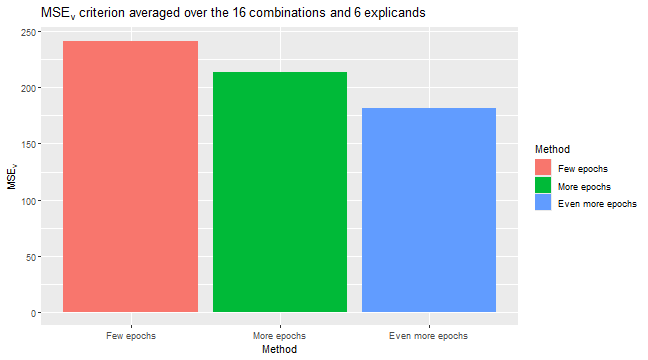 MSEᵥ criterion averaged over the 16 combinations and 6 explicands
250
200
150
100
50
0
MSEᵥ
Few epochs
More epochs
Even more epochs
Method
Method
Few epochs
More epochs
Even more epochs